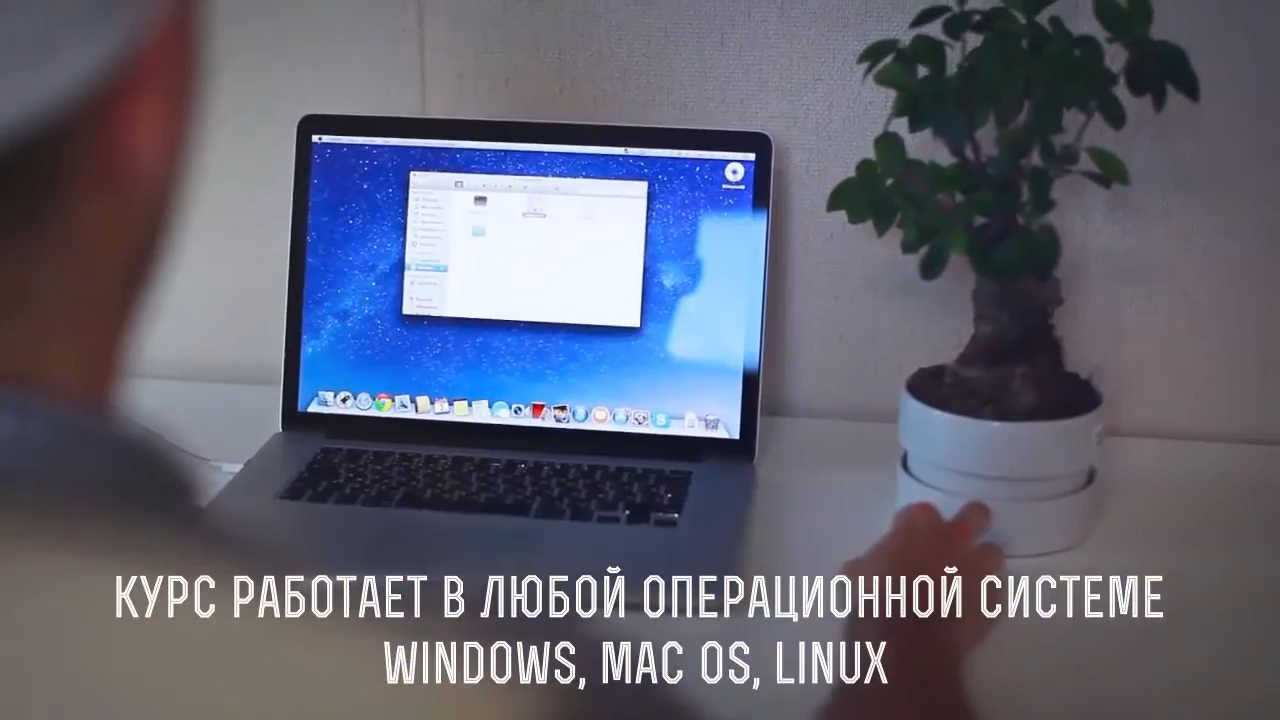 КУРС РАБОТАЕТ В ЛЮБОЙ ОПЕРАЦИОННОЙ СИСТЕМЕ
WINDOWS, MAC OS, LINUX